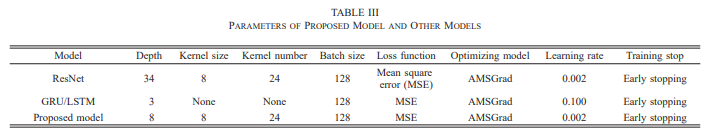 TABLE III
PARAMETERS OF PROPOSED MODEL AND OTHER MODELS
Model Depth Kernel size Kernel number Batch size Loss function Optimizing model Learning rate Training stop
ResNet 34 8 24 128 Mean square error (MSE) AMSGrad 0.002 Early stopping
GRU/LSTM 3 None None 128 MSE AMSGrad 0.100 Early stopping
Proposed model 8 8 24 128 MSE AMSGrad 0.002 Early stopping